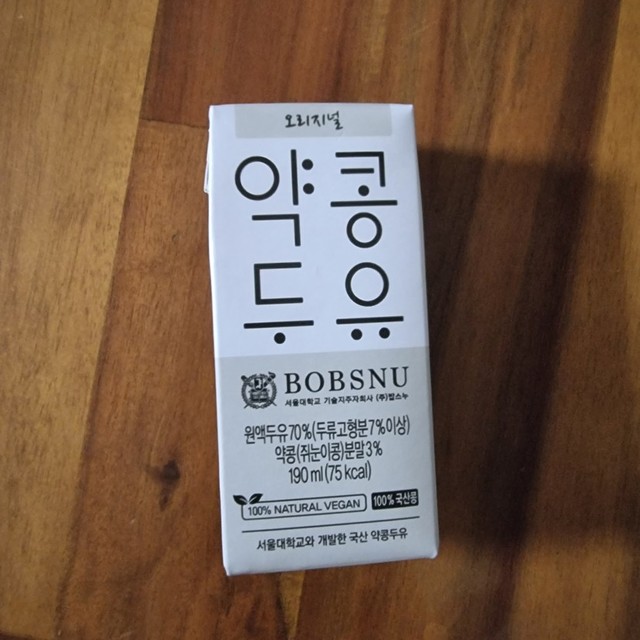 오리지널
약콩
두유
BOBSNU
서울대학교 기술지주자회사 (주)밥스누
원액두유70%(두류고형분7%이상)
약콩(쥐눈이콩)분말3%
190 ml (75 kcal)
100% NATURAL VEGAN 100% 국산콩
서울대학교와 개발한 국산 약콩두유